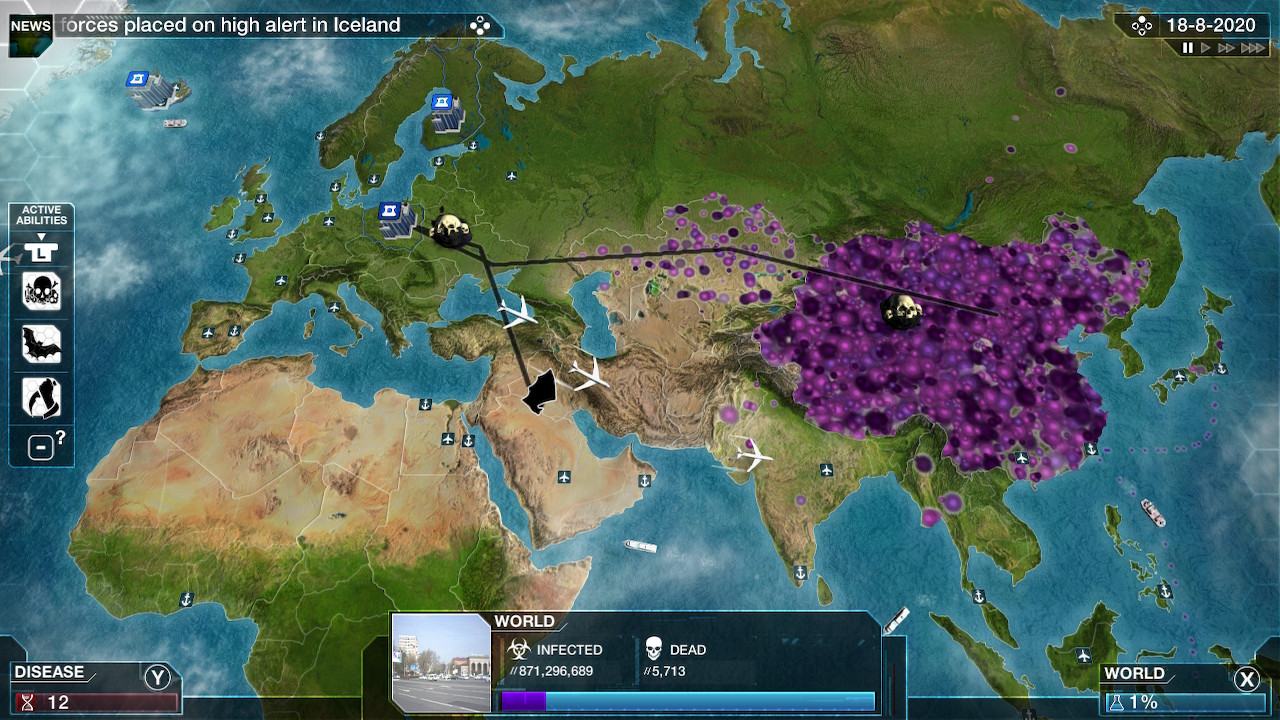 NEWS
forces placed on high alert in Iceland
18-8-2020
ACTIVE
ABILITIES
L
?
WORLD
INFECTED
//871,296,689
DEAD
//5,713
DISEASE
Y
12
WORLD
X
1%